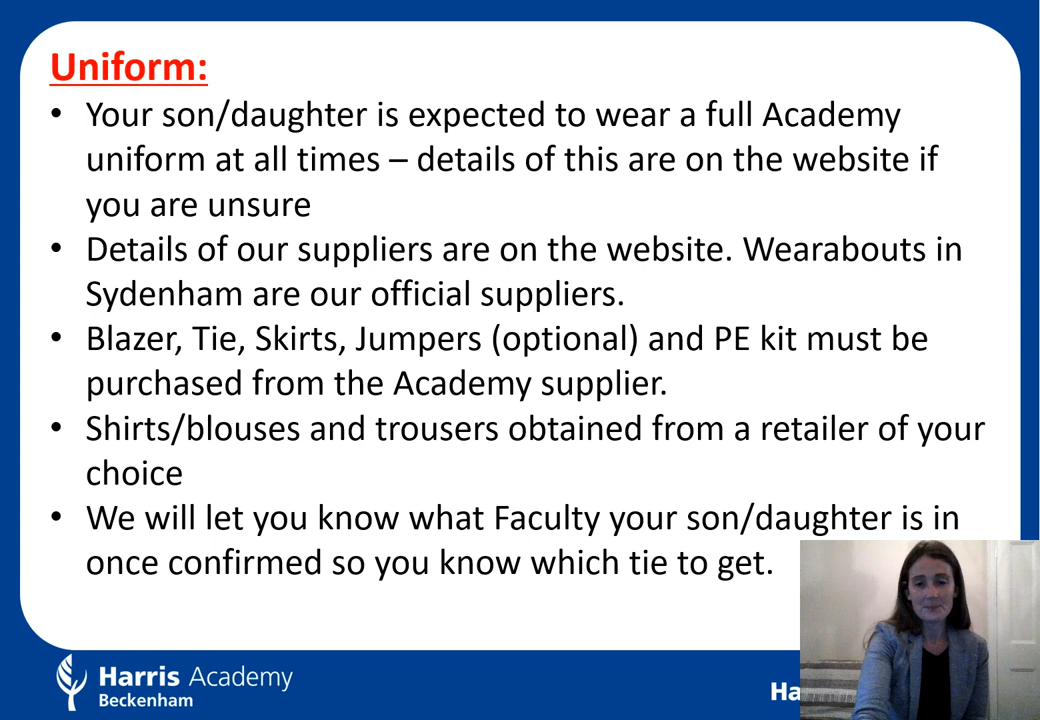 Uniform:
• Your son/daughter is expected to wear a full Academy
uniform at all times – details of this are on the website if
you are unsure
• Details of our suppliers are on the website. Wearabouts in
Sydenham are our official suppliers.
• Blazer, Tie, Skirts, Jumpers (optional) and PE kit must be
purchased from the Academy supplier.
• Shirts/blouses and trousers obtained from a retailer of your
choice
• We will let you know what Faculty your son/daughter is in
once confirmed so you know which tie to get.
Harris Academy
Beckenham
Ha